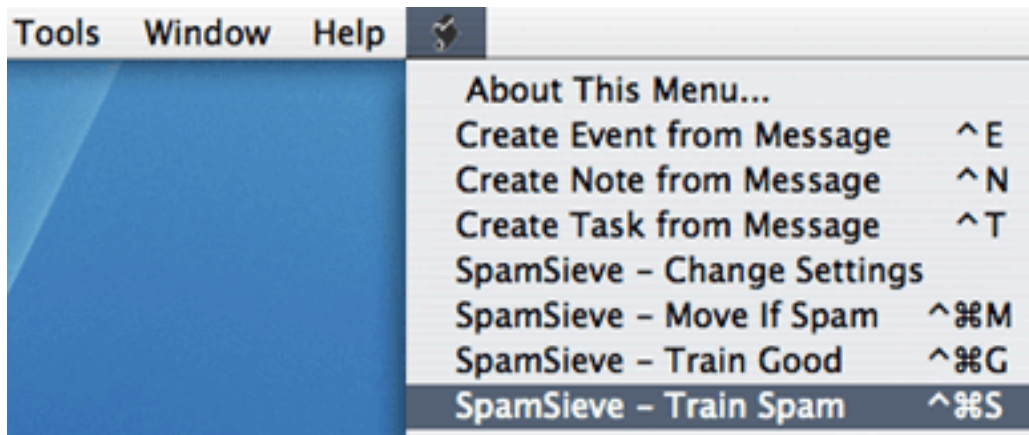 Tools Window Help
About This Menu...
Create Event from Message ^E
Create Note from Message ^N
Create Task from Message ^T
SpamSieve – Change Settings
SpamSieve – Move If Spam ^⌘M
SpamSieve – Train Good ^⌘G
SpamSieve – Train Spam ^⌘S